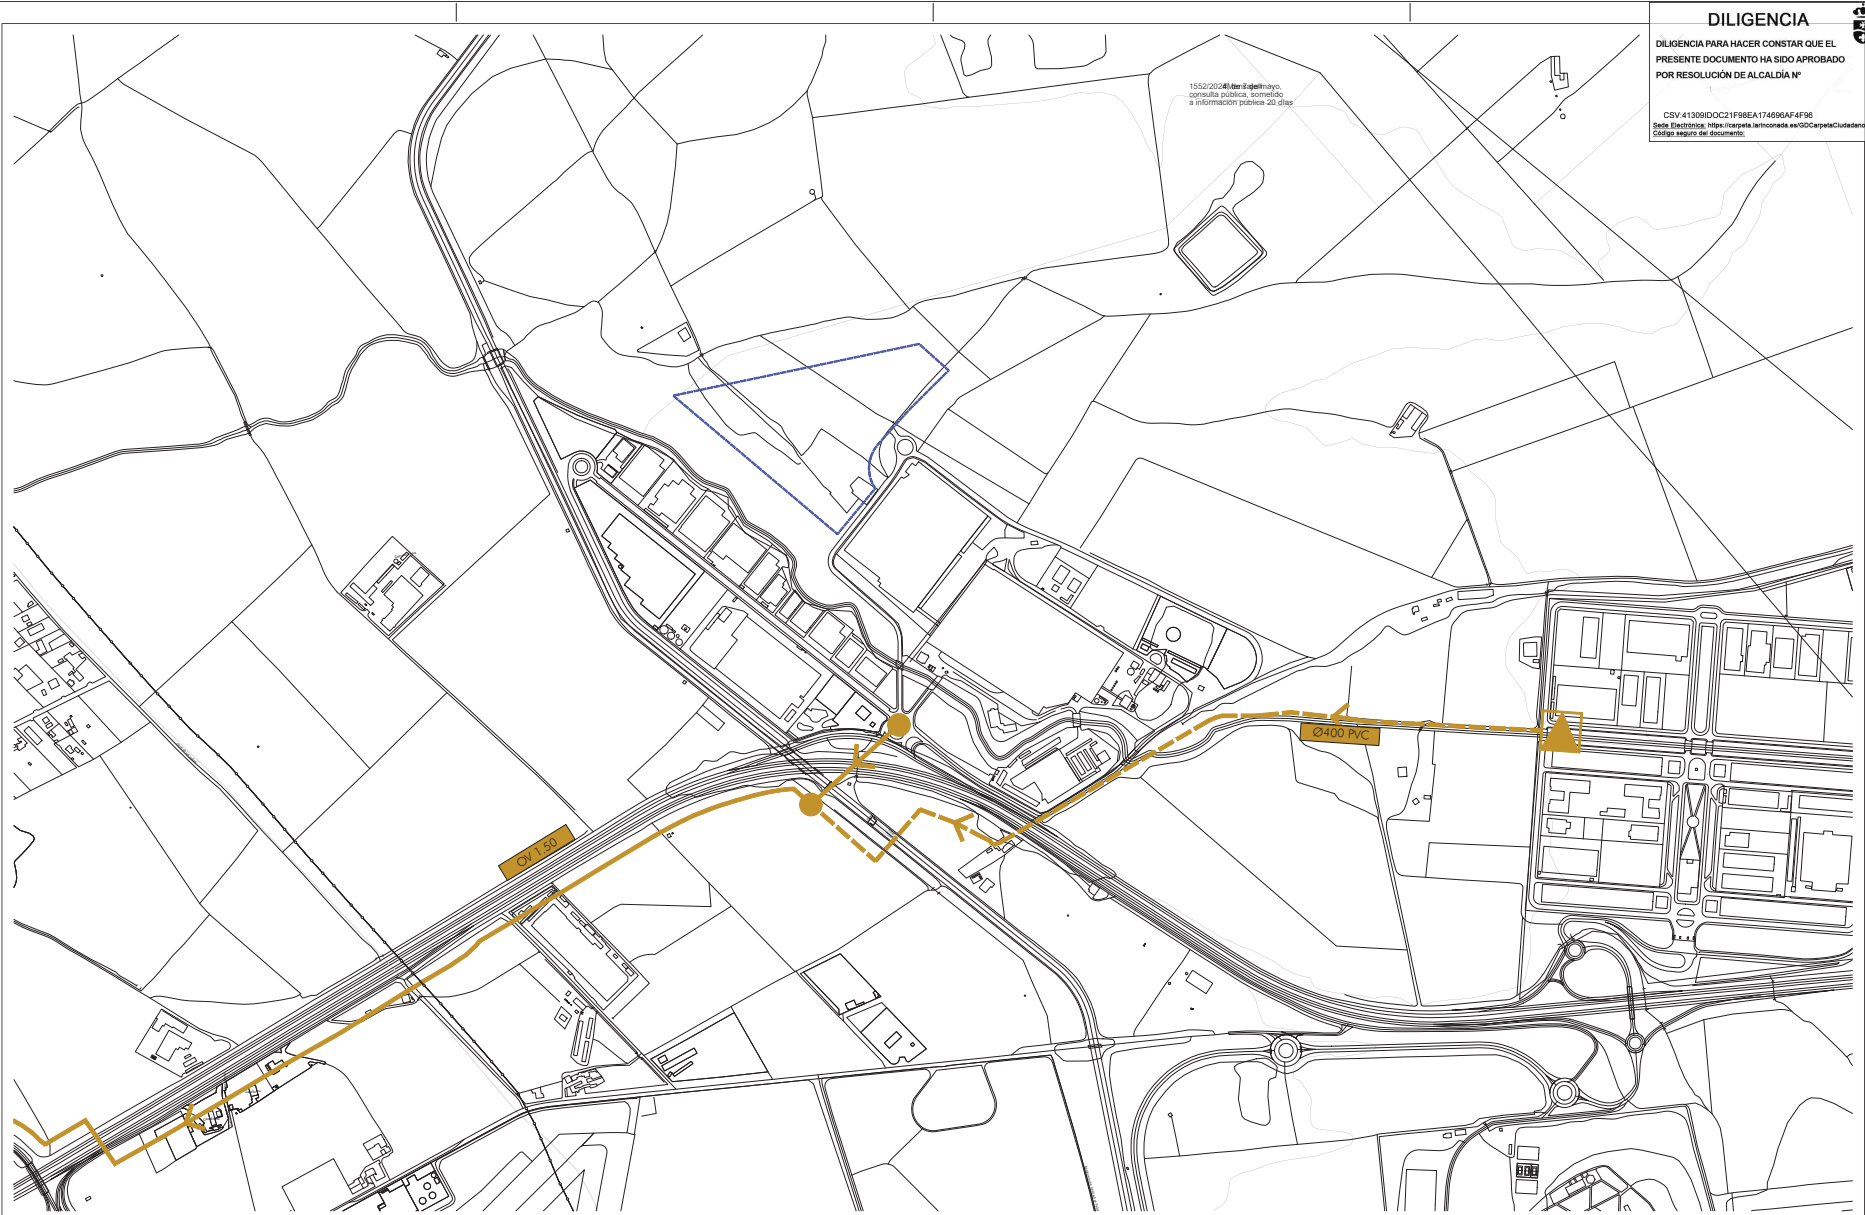 DILIGENCIA
DILIGENCIA PARA HACER CONSTAR QUE EL
PRESENTE DOCUMENTO HA SIDO APROBADO
POR RESOLUCIÓN DE ALCALDÍA Nº
CSV:41309IDOC21F98EA174696AF4F96
Sede Electrónica: https://carpeta.larinconada.es/GDCarpetaCiudadano
Código seguro del documento:
mayo,
consulta pública, sometido
a información pública 20 días
Ø400 PVC
OV 1.50